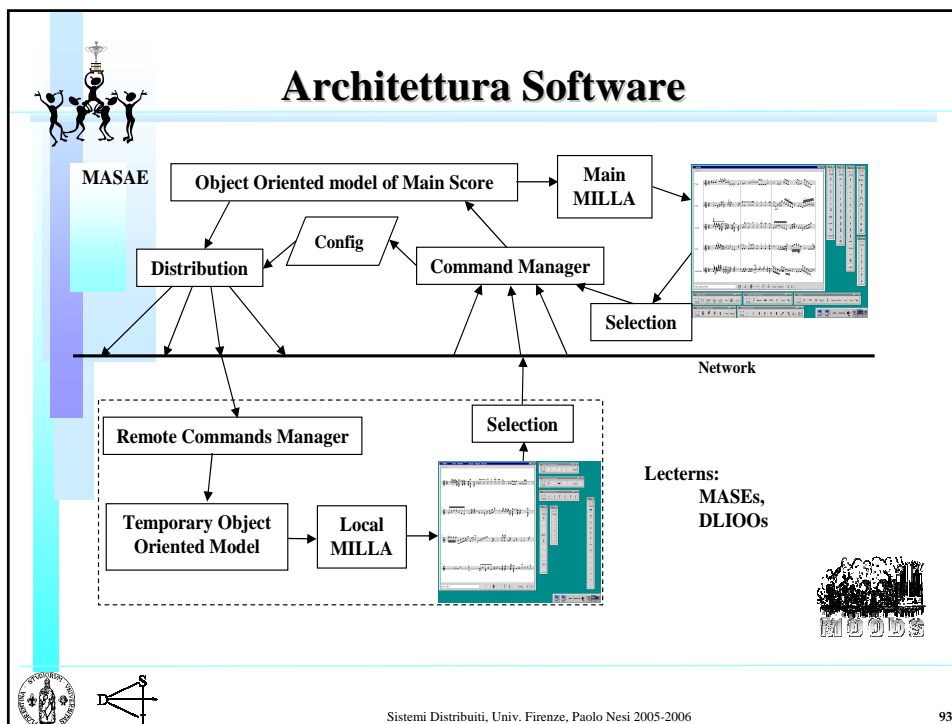 Architettura Software
MASAE
Object Oriented model of Main Score
Main
MILLA
Config
Distribution
Command Manager
Selection
Network
Remote Commands Manager
Selection
Temporary Object
Oriented Model
Local
MILLA
Lecterns:
MASEs,
DLIOOs
MOODS
D
S
I
Sistemi Distribuiti, Univ. Firenze, Paolo Nesi 2005-2006
93